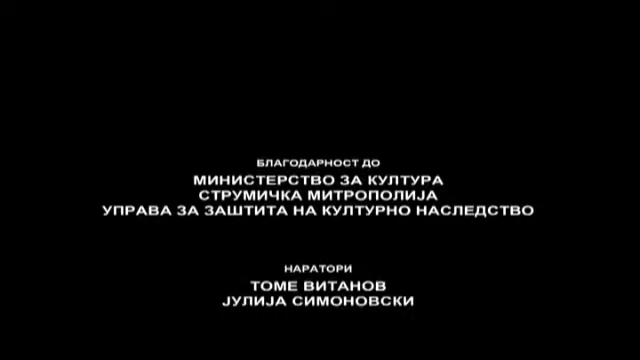 БЛАГОДАРНОСТ ДО
МИНИСТЕРСТВО ЗА КУЛТУРА
СТРУМИЧКА МИТРОПОЛИЈА
УПРАВА ЗА ЗАШТИТА НА КУЛТУРНО НАСЛЕДСТВО
НАРАТОРИ
ТОМЕ ВИТАНОВ
ЈУЛИЈА СИМОНОВСКИ